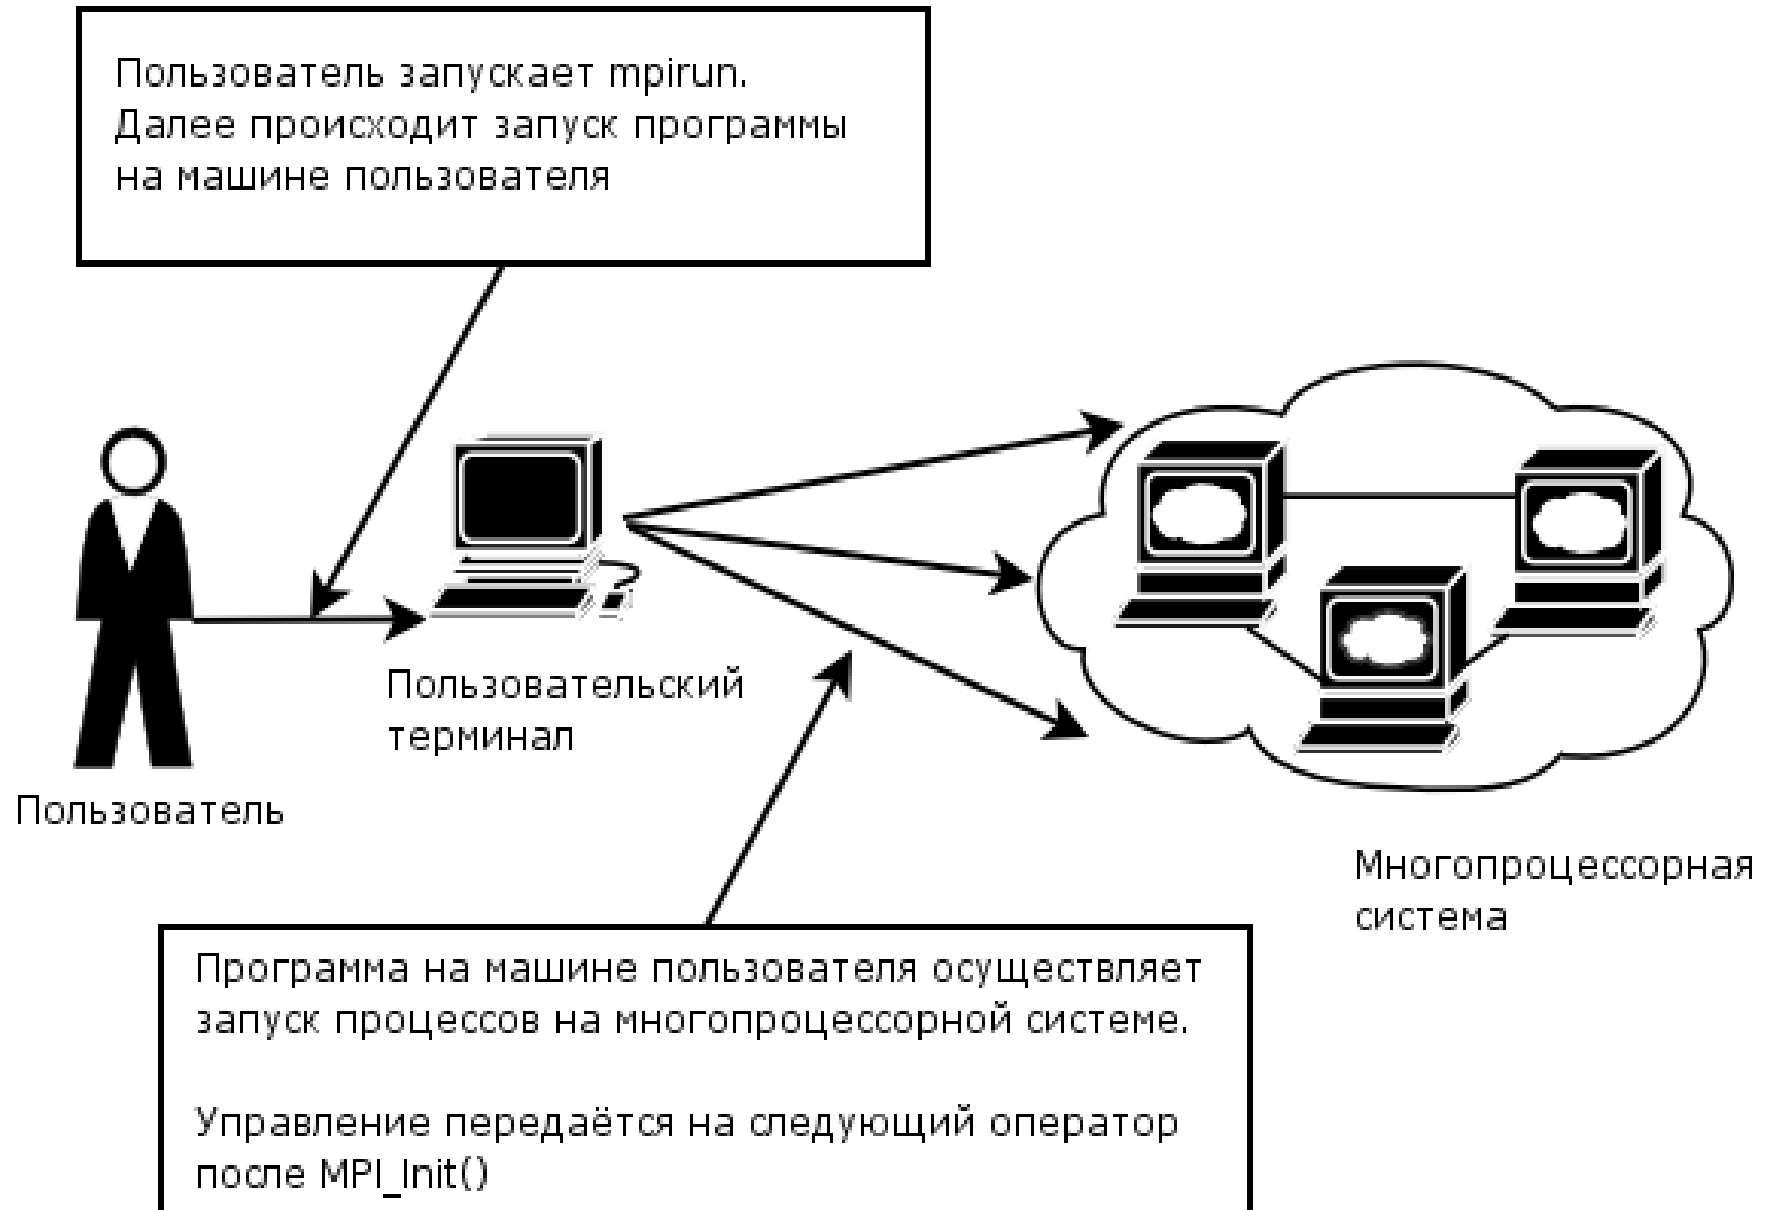 Пользователь запускает mpirun.
Далее происходит запуск программы
на машине пользователя
Пользовательский
терминал
Пользователь
Многопроцессорная
система
Программа на машине пользователя осуществляет
запуск процессов на многопроцессорной системе.
Управление передаётся на следующий оператор
после MPI_Init()